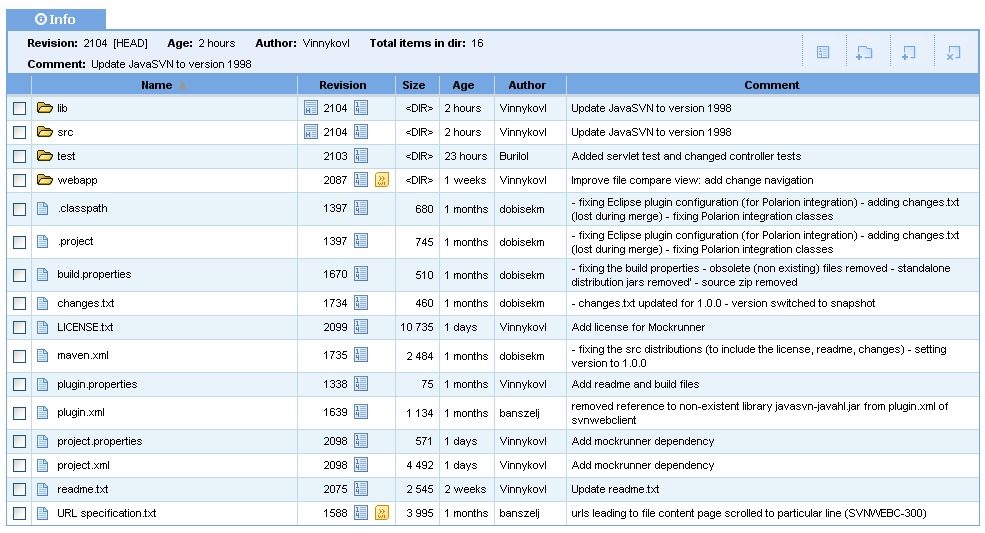 Info
Revision: 2104 [HEAD] Age: 2 hours Author: Vinnykovl Total items in dir: 16
Comment: Update JavaSVN to version 1998
Name Revision Size Age Author Comment
lib 2104 <DIR> 2 hours Vinnykovl Update JavaSVN to version 1998
src 2104 <DIR> 2 hours Vinnykovl Update JavaSVN to version 1998
test 2103 <DIR> 23 hours Burilol Added servlet test and changed controller tests
webapp 2087 <DIR> 1 weeks Vinnykovl Improve file compare view: add change navigation
.classpath 1397 680 1 months dobisekm - fixing Eclipse plugin configuration (for Polarion integration) - adding changes.txt
(lost during merge) - fixing Polarion integration classes
.project 1397 745 1 months dobisekm - fixing Eclipse plugin configuration (for Polarion integration) - adding changes.txt
(lost during merge) - fixing Polarion integration classes
build.properties 1670 510 1 months dobisekm - fixing the build properties - obsolete (non existing) files removed - standalone
distribution jars removed' - source zip removed
changes.txt 1734 460 1 months dobisekm - changes.txt updated for 1.0.0 - version switched to snapshot
LICENSE.txt 2099 10 735 1 days Vinnykovl Add license for Mockrunner
maven.xml 1735 2 484 1 months dobisekm - fixing the src distributions (to include the license, readme, changes) - setting
version to 1.0.0
plugin.properties 1338 75 1 months Vinnykovl Add readme and build files
plugin.xml 1639 1 134 1 months banszelj removed reference to non-existent library javasvn-javahl.jar from plugin.xml of
svnwebclient
project.properties 2098 571 1 days Vinnykovl Add mockrunner dependency
project.xml 2098 4 492 1 days Vinnykovl Add mockrunner dependency
readme.txt 2075 2 545 2 weeks Vinnykovl Update readme.txt
URL specification.txt 1588 3 995 1 months banszelj urls leading to file content page scrolled to particular line (SVNWEBC-300)